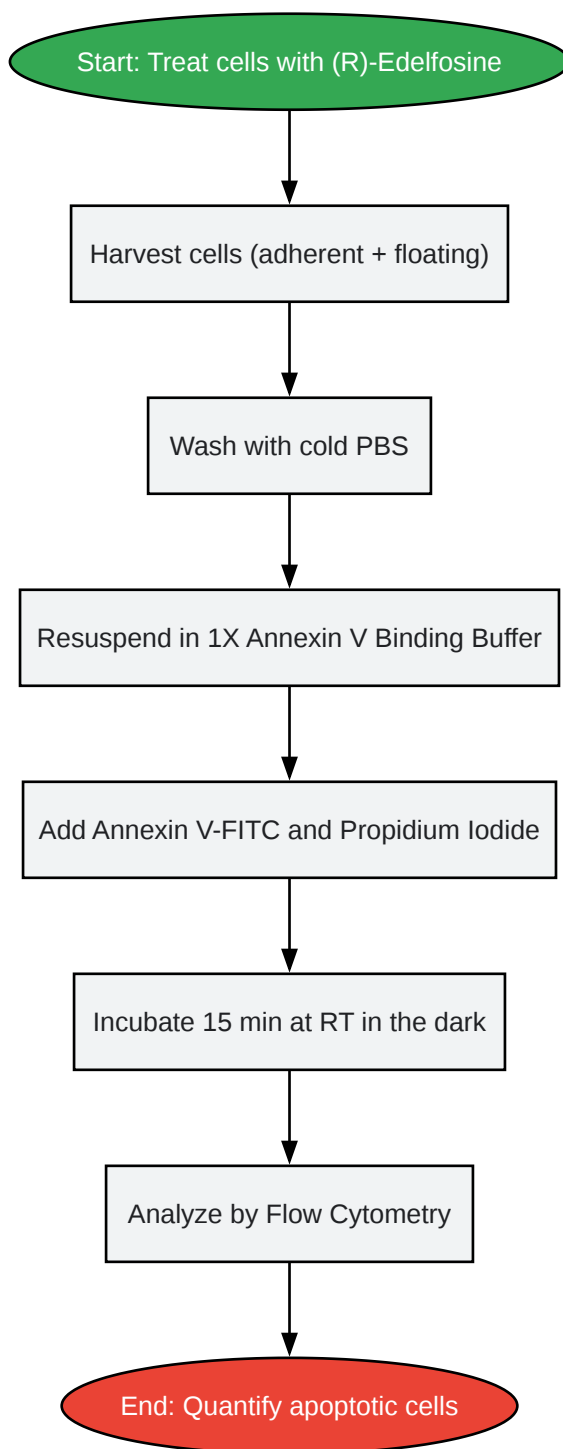 Start: Treat cells with (R)-Edelfosine
Harvest cells (adherent + floating)
Wash with cold PBS
Resuspend in 1X Annexin V Binding Buffer
Add Annexin V-FITC and Propidium Iodide
Incubate 15 min at RT in the dark
Analyze by Flow Cytometry
End: Quantify apoptotic cells